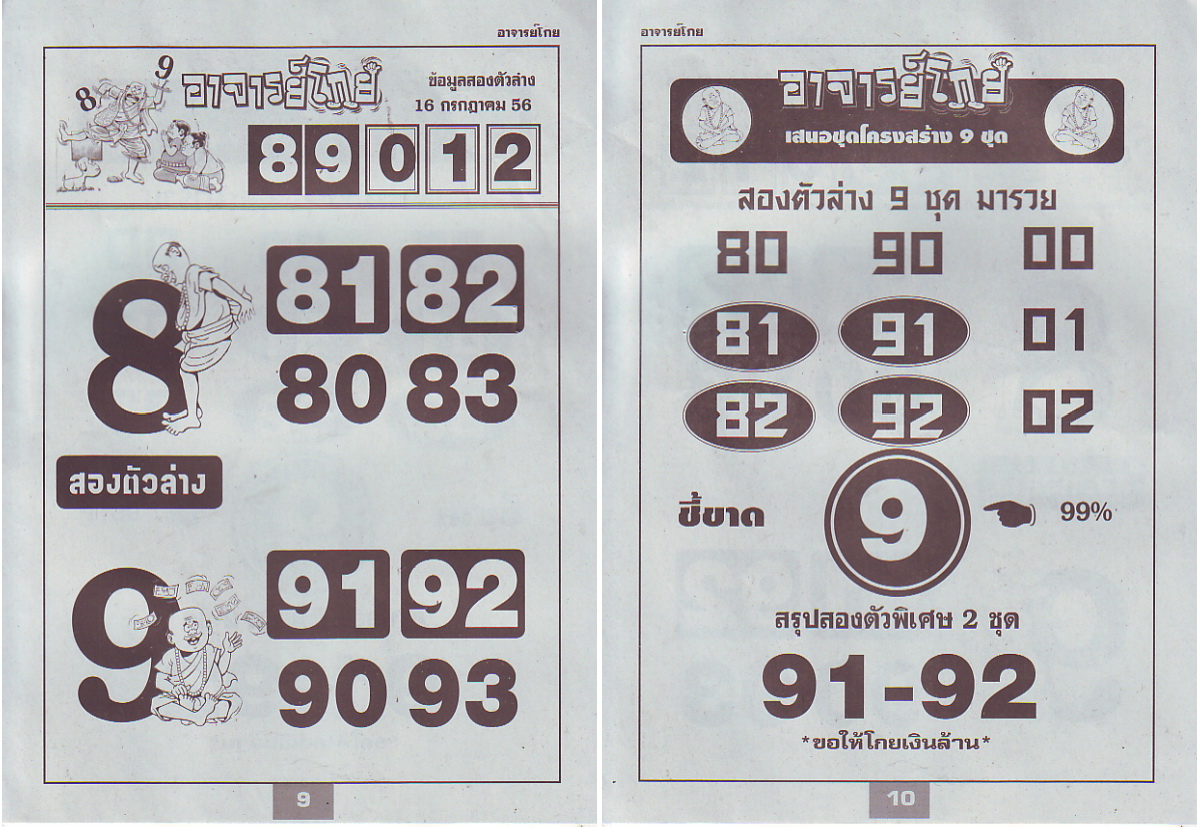 อาจารย์โกย
9
8
อาจารย์โกย
ข้อมูลสองตัวล่าง
16 กรกฎาคม 56
8 9 0 1 2
8
81 82
80 83
สองตัวล่าง
9
91 92
90 93
9
อาจารย์โกย
อาจารย์โกย
เสนอชุดโครงสร้าง 9 ชุด
สองตัวล่าง 9 ชุด มารวย
80 90 00
81 91 01
82 92 02
ชี้ขาด 9 99%
สรุปสองตัวพิเศษ 2 ชุด
91-92
*ขอให้โกยเงินล้าน*
10